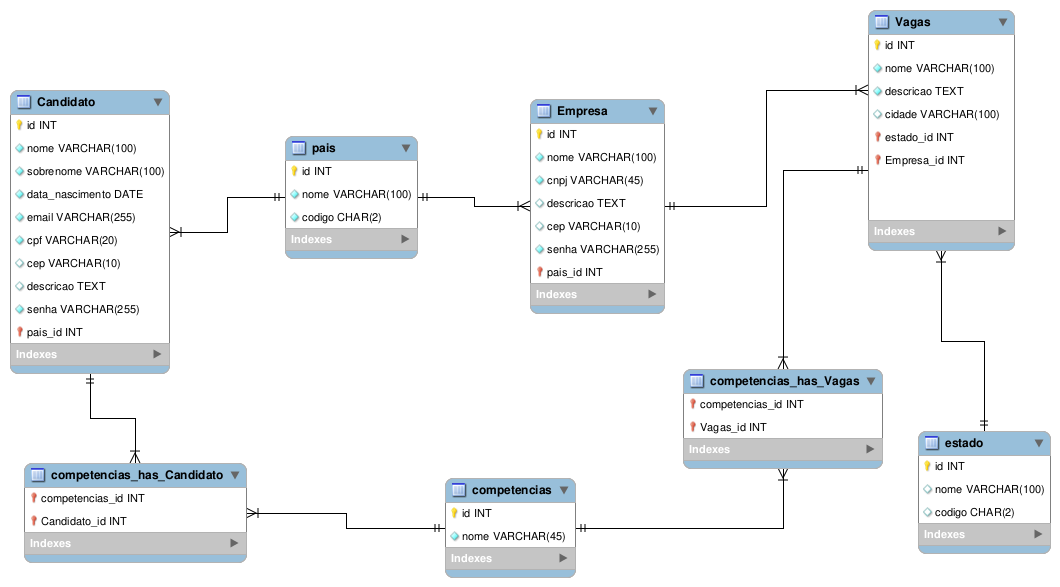 Candidato
id INT
nome VARCHAR(100)
sobrenome VARCHAR(100)
data_nascimento DATE
email VARCHAR(255)
cpf VARCHAR(20)
cep VARCHAR(10)
descricao TEXT
senha VARCHAR(255)
pais_id INT
Indexes
pais
id INT
nome VARCHAR(100)
codigo CHAR(2)
Indexes
Empresa
id INT
nome VARCHAR(100)
cnpj VARCHAR(45)
descricao TEXT
cep VARCHAR(10)
senha VARCHAR(255)
pais_id INT
Indexes
Vagas
id INT
nome VARCHAR(100)
descricao TEXT
cidade VARCHAR(100)
estado_id INT
Empresa_id INT
Indexes
competencias_has_Candidato
competencias_id INT
Candidato_id INT
Indexes
competencias
id INT
nome VARCHAR(45)
Indexes
competencias_has_Vagas
competencias_id INT
Vagas_id INT
Indexes
estado
id INT
nome VARCHAR(100)
codigo CHAR(2)
Indexes